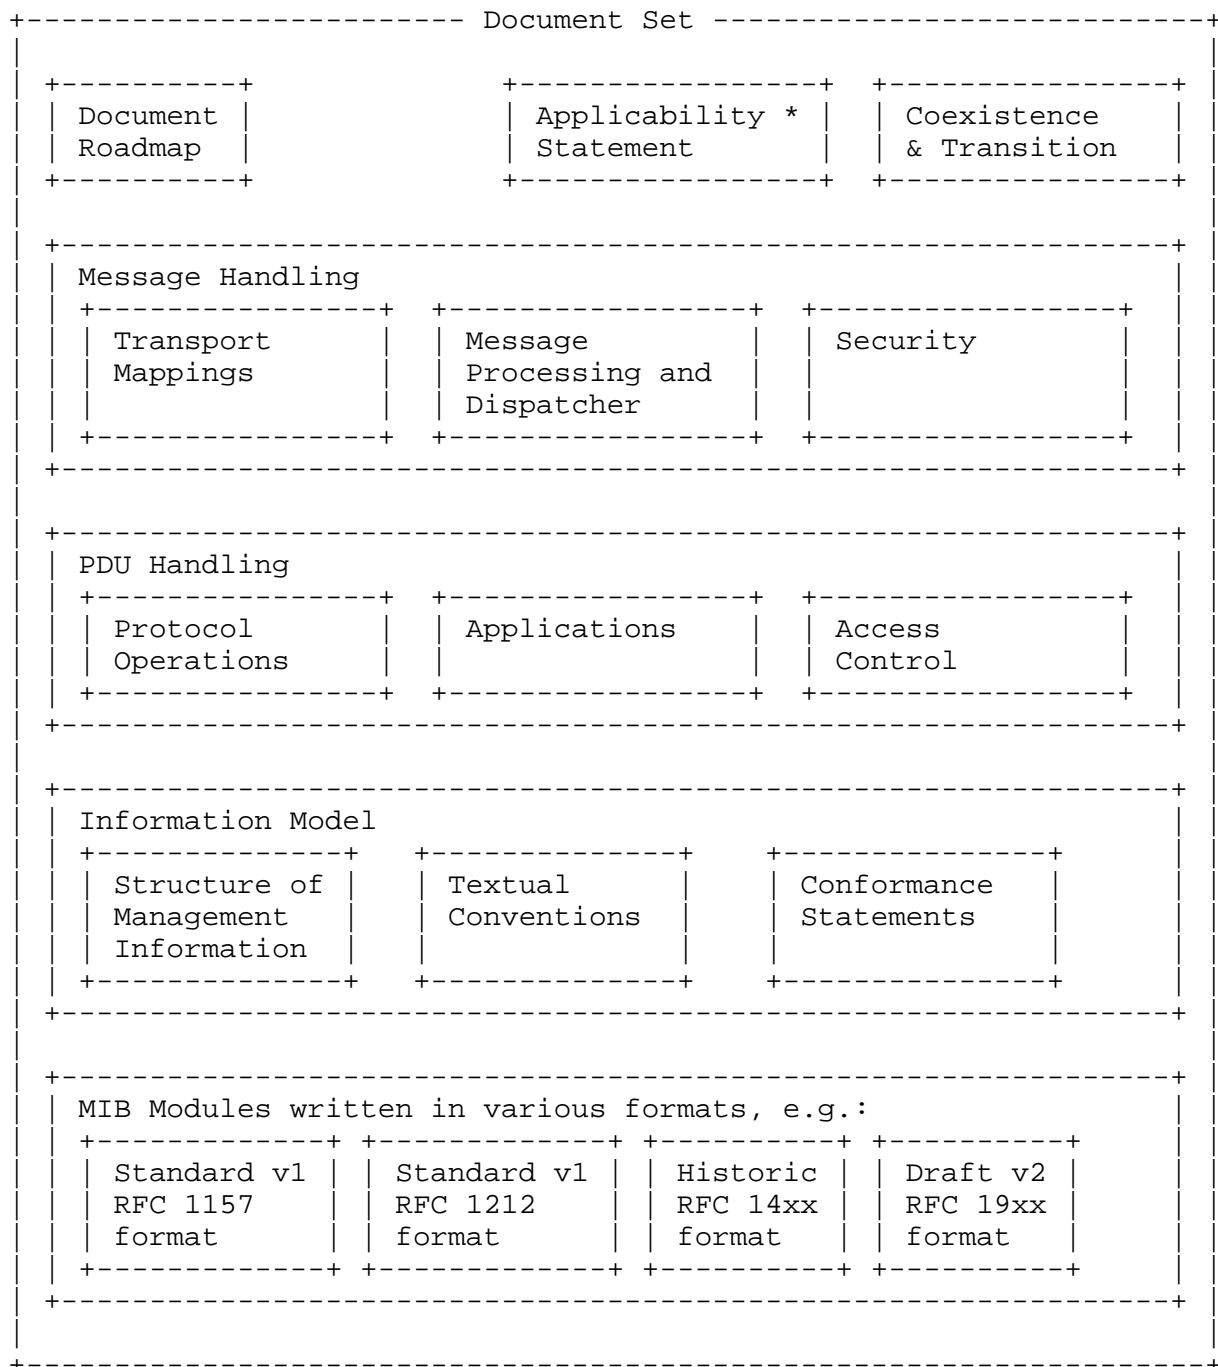 Document Set
Document Applicability * Coexistence
Roadmap Statement & Transition
Message Handling
Transport Message Security
Mappings Processing and
Dispatcher
PDU Handling
Protocol Applications Access
Operations Control
Information Model
Structure of Textual Conformance
Management Conventions Statements
Information
MIB Modules written in various formats, e.g.:
Standard v1 Standard v1 Historic Draft v2
RFC 1157 RFC 1212 RFC 14xx RFC 19xx
format format format format